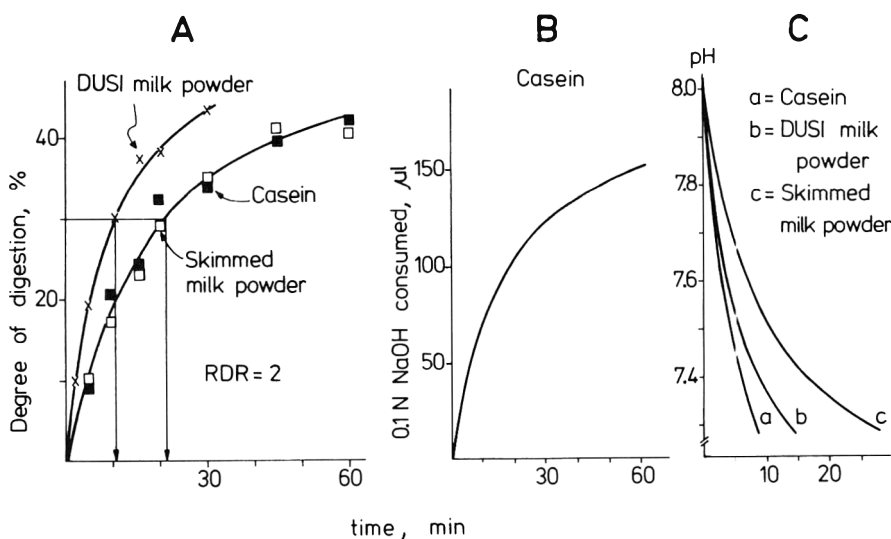 A
DUSI milk powder
Degree of digestion, %
40
20
Casein
Skimmed
milk powder
RDR = 2
30
60
B
Casein
0.1 N NaOH consumed, µl
150
100
50
30
60
C
pH
8.0
7.8
7.6
7.4
a = Casein
b = DUSI milk
powder
c = Skimmed
milk powder
a
b
c
10
20
time, min